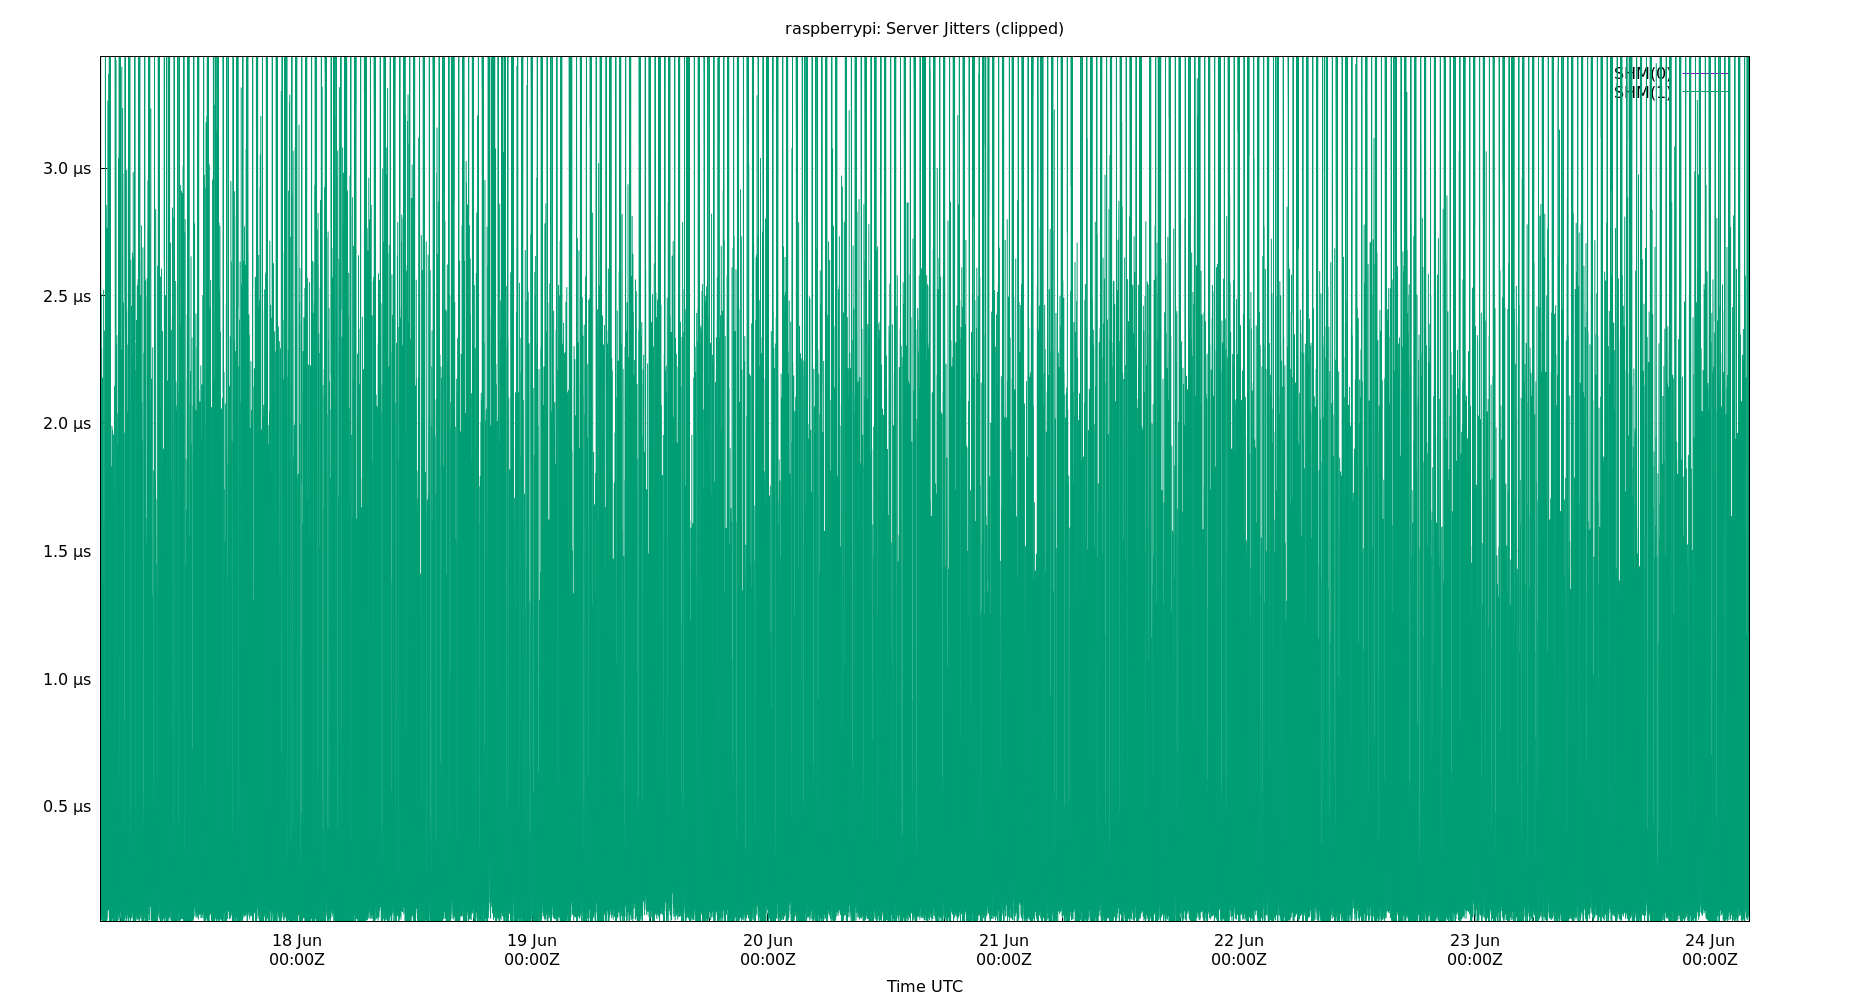 raspberrypi: Server Jitters (clipped)
SHM(0)
SHM(1)
3.0 μs
2.5 μs
2.0 μs
1.5 μs
1.0 μs
0.5 μs
18 Jun 19 Jun 20 Jun 21 Jun 22 Jun 23 Jun 24 Jun
00:00Z 00:00Z 00:00Z 00:00Z 00:00Z 00:00Z 00:00Z
Time UTC